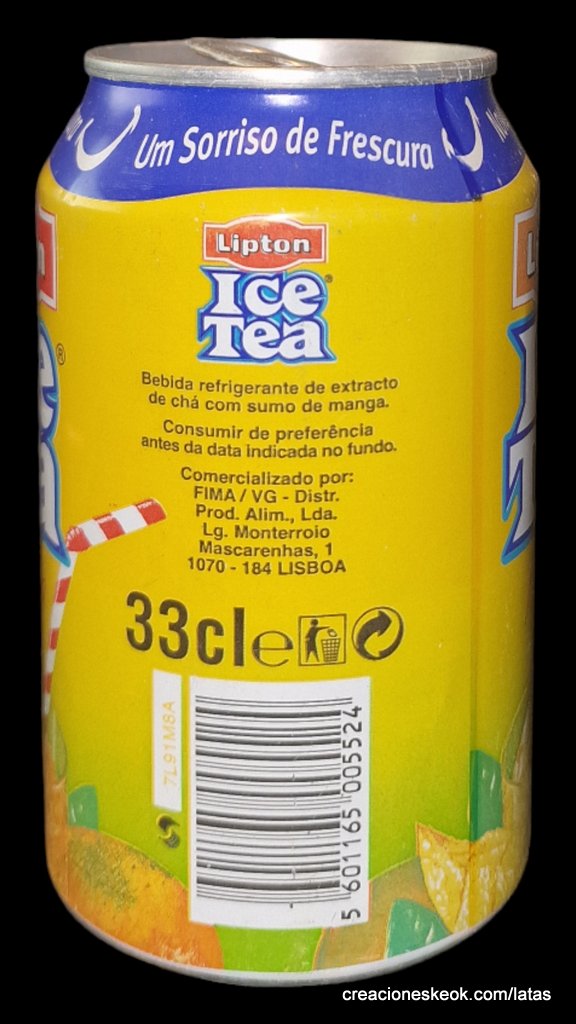 Um Sorriso de Frescura
Lipton
Ice
Tea
Bebida refrigerante de extracto
de chá com sumo de manga.
Consumir de preferência
antes da data indicada no fundo.
Comercializado por:
FIMA / VG - Distr.
Prod. Alim., Lda.
Lg. Monterroio
Mascarenhas, 1
1070 - 184 LISBOA
33cl e
7L91M8A
5 601165 005524
creacioneskeok.com/latas